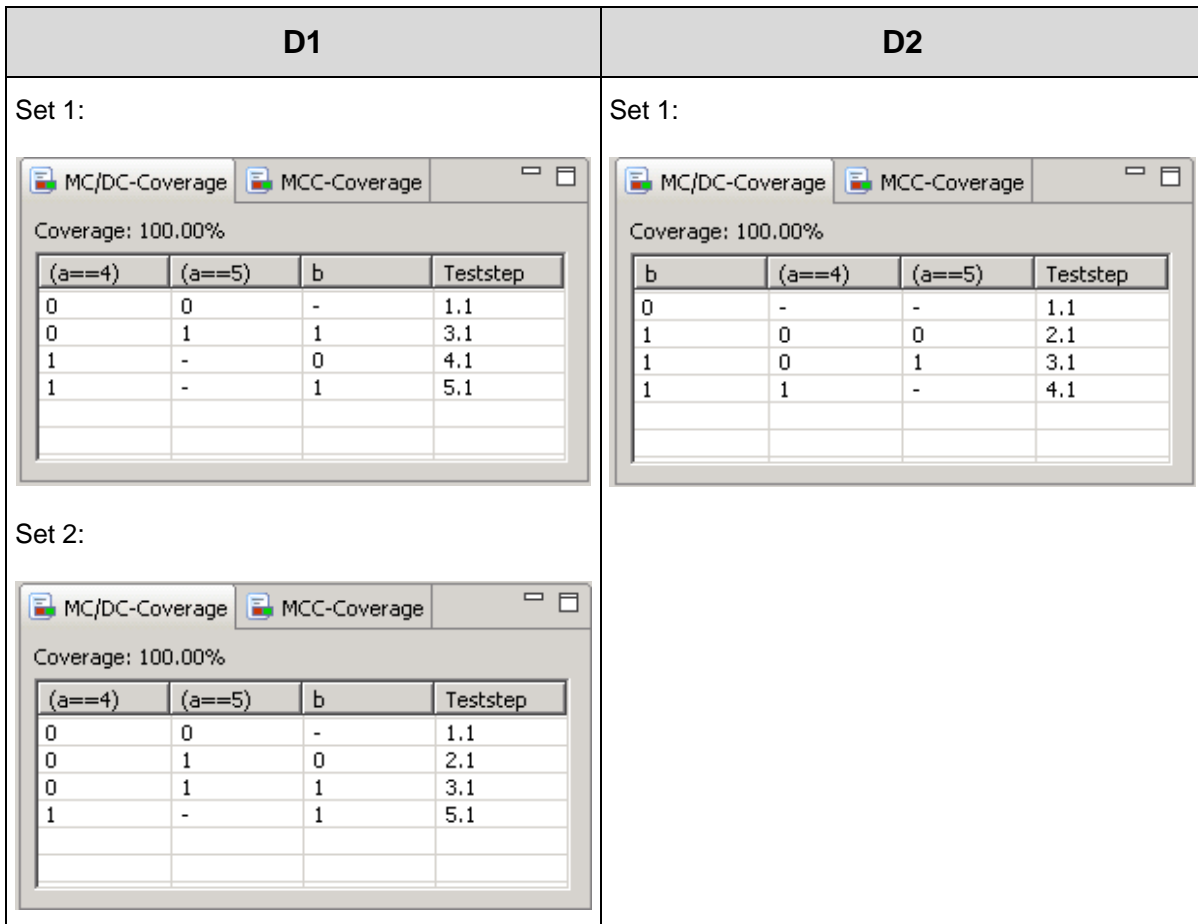 D1
D2
Set 1:
MC/DC-Coverage MCC-Coverage
Coverage: 100.00%
(a==4) (a==5) b Teststep
0 0 - 1.1
0 1 1 3.1
1 - 0 4.1
1 - 1 5.1
Set 2:
MC/DC-Coverage MCC-Coverage
Coverage: 100.00%
(a==4) (a==5) b Teststep
0 0 - 1.1
0 1 0 2.1
0 1 1 3.1
1 - 1 5.1
Set 1:
MC/DC-Coverage MCC-Coverage
Coverage: 100.00%
b (a==4) (a==5) Teststep
0 - - 1.1
1 0 0 2.1
1 0 1 3.1
1 1 - 4.1